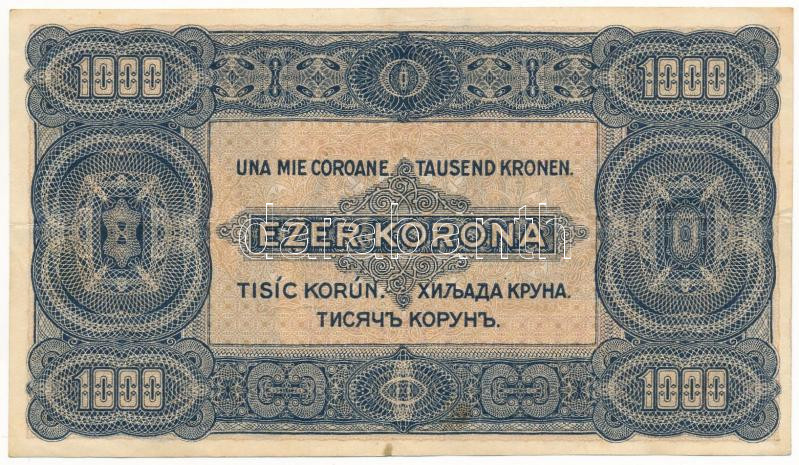 1000 1000
UNA MIE COROANE. TAUSEND KRONEN.
EZER KORONA
TISÍC KORÚN. ХИЉАДА КРУНА.
ТИСЯЧЪ КОРУНЪ.
1000 1000